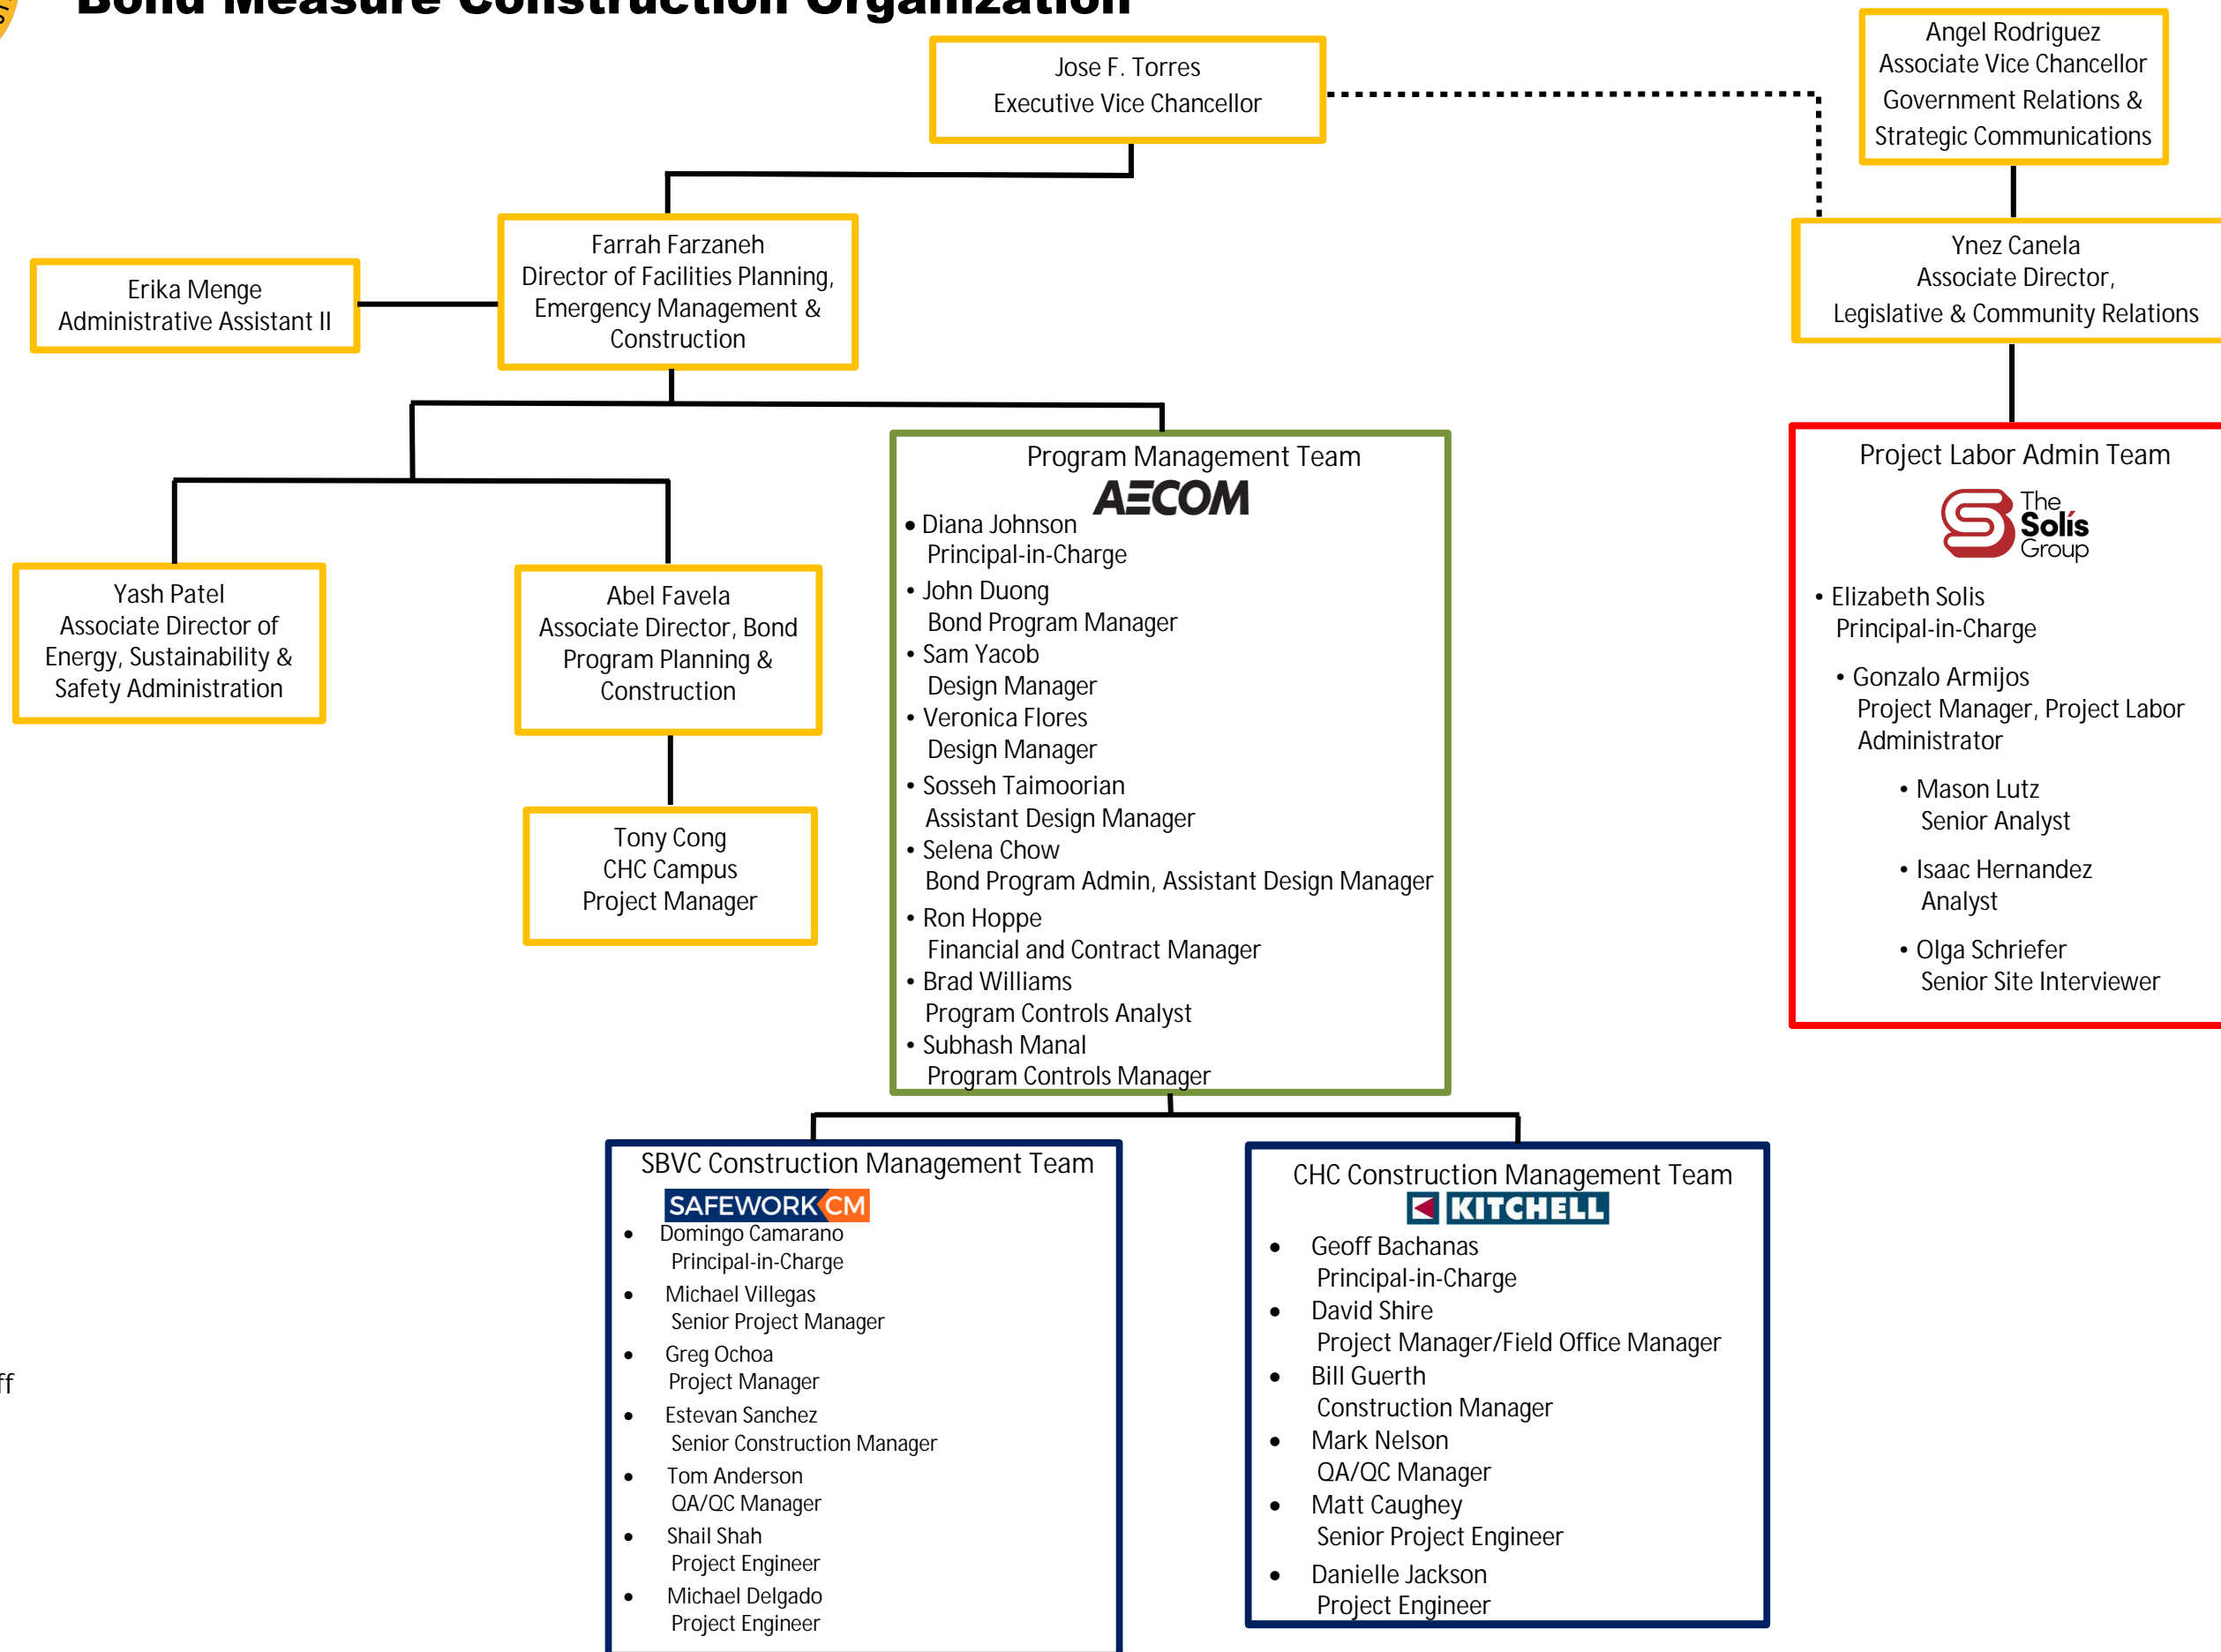 Bond Measure Construction Organization
Jose F. Torres
Executive Vice Chancellor
Angel Rodriguez
Associate Vice Chancellor
Government Relations &
Strategic Communications
Farrah Farzaneh
Director of Facilities Planning,
Emergency Management &
Construction
Erika Menge
Administrative Assistant II
Ynez Canela
Associate Director,
Legislative & Community Relations
Yash Patel
Associate Director of
Energy, Sustainability &
Safety Administration
Abel Favela
Associate Director, Bond
Program Planning &
Construction
Tony Cong
CHC Campus
Project Manager
Program Management Team
AECOM
• Diana Johnson
Principal-in-Charge
• John Duong
Bond Program Manager
• Sam Yacob
Design Manager
• Veronica Flores
Design Manager
• Sosseh Taimoorian
Assistant Design Manager
• Selena Chow
Bond Program Admin, Assistant Design Manager
• Ron Hoppe
Financial and Contract Manager
• Brad Williams
Program Controls Analyst
• Subhash Manal
Program Controls Manager
Project Labor Admin Team
The
Solís
Group
• Elizabeth Solis
Principal-in-Charge
• Gonzalo Armijos
Project Manager, Project Labor
Administrator
• Mason Lutz
Senior Analyst
• Isaac Hernandez
Analyst
• Olga Schriefer
Senior Site Interviewer
SBVC Construction Management Team
SAFEWORK CM
• Domingo Camarano
Principal-in-Charge
• Michael Villegas
Senior Project Manager
• Greg Ochoa
Project Manager
• Estevan Sanchez
Senior Construction Manager
• Tom Anderson
QA/QC Manager
• Shail Shah
Project Engineer
• Michael Delgado
Project Engineer
CHC Construction Management Team
KITCHELL
• Geoff Bachanas
Principal-in-Charge
• David Shire
Project Manager/Field Office Manager
• Bill Guerth
Construction Manager
• Mark Nelson
QA/QC Manager
• Matt Caughey
Senior Project Engineer
• Danielle Jackson
Project Engineer